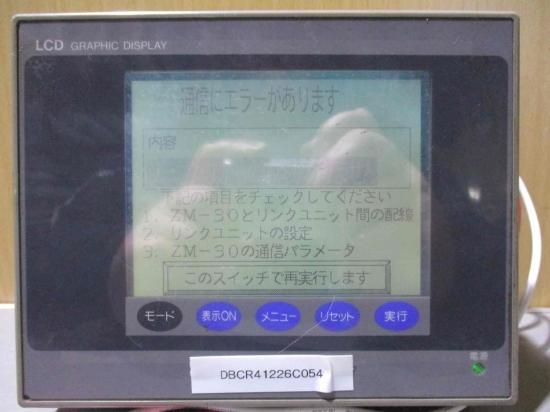 LCD GRAPHIC DISPLAY
通信にエラーがあります
内容
下記の項目をチェックしてください
1. ZM-30とリンクユニット間の配線
2. リンクユニットの設定
3. ZM-30の通信パラメータ
このスイッチで再実行します
モード 表示ON メニュー リセット 実行
電源
DBCR41226C054